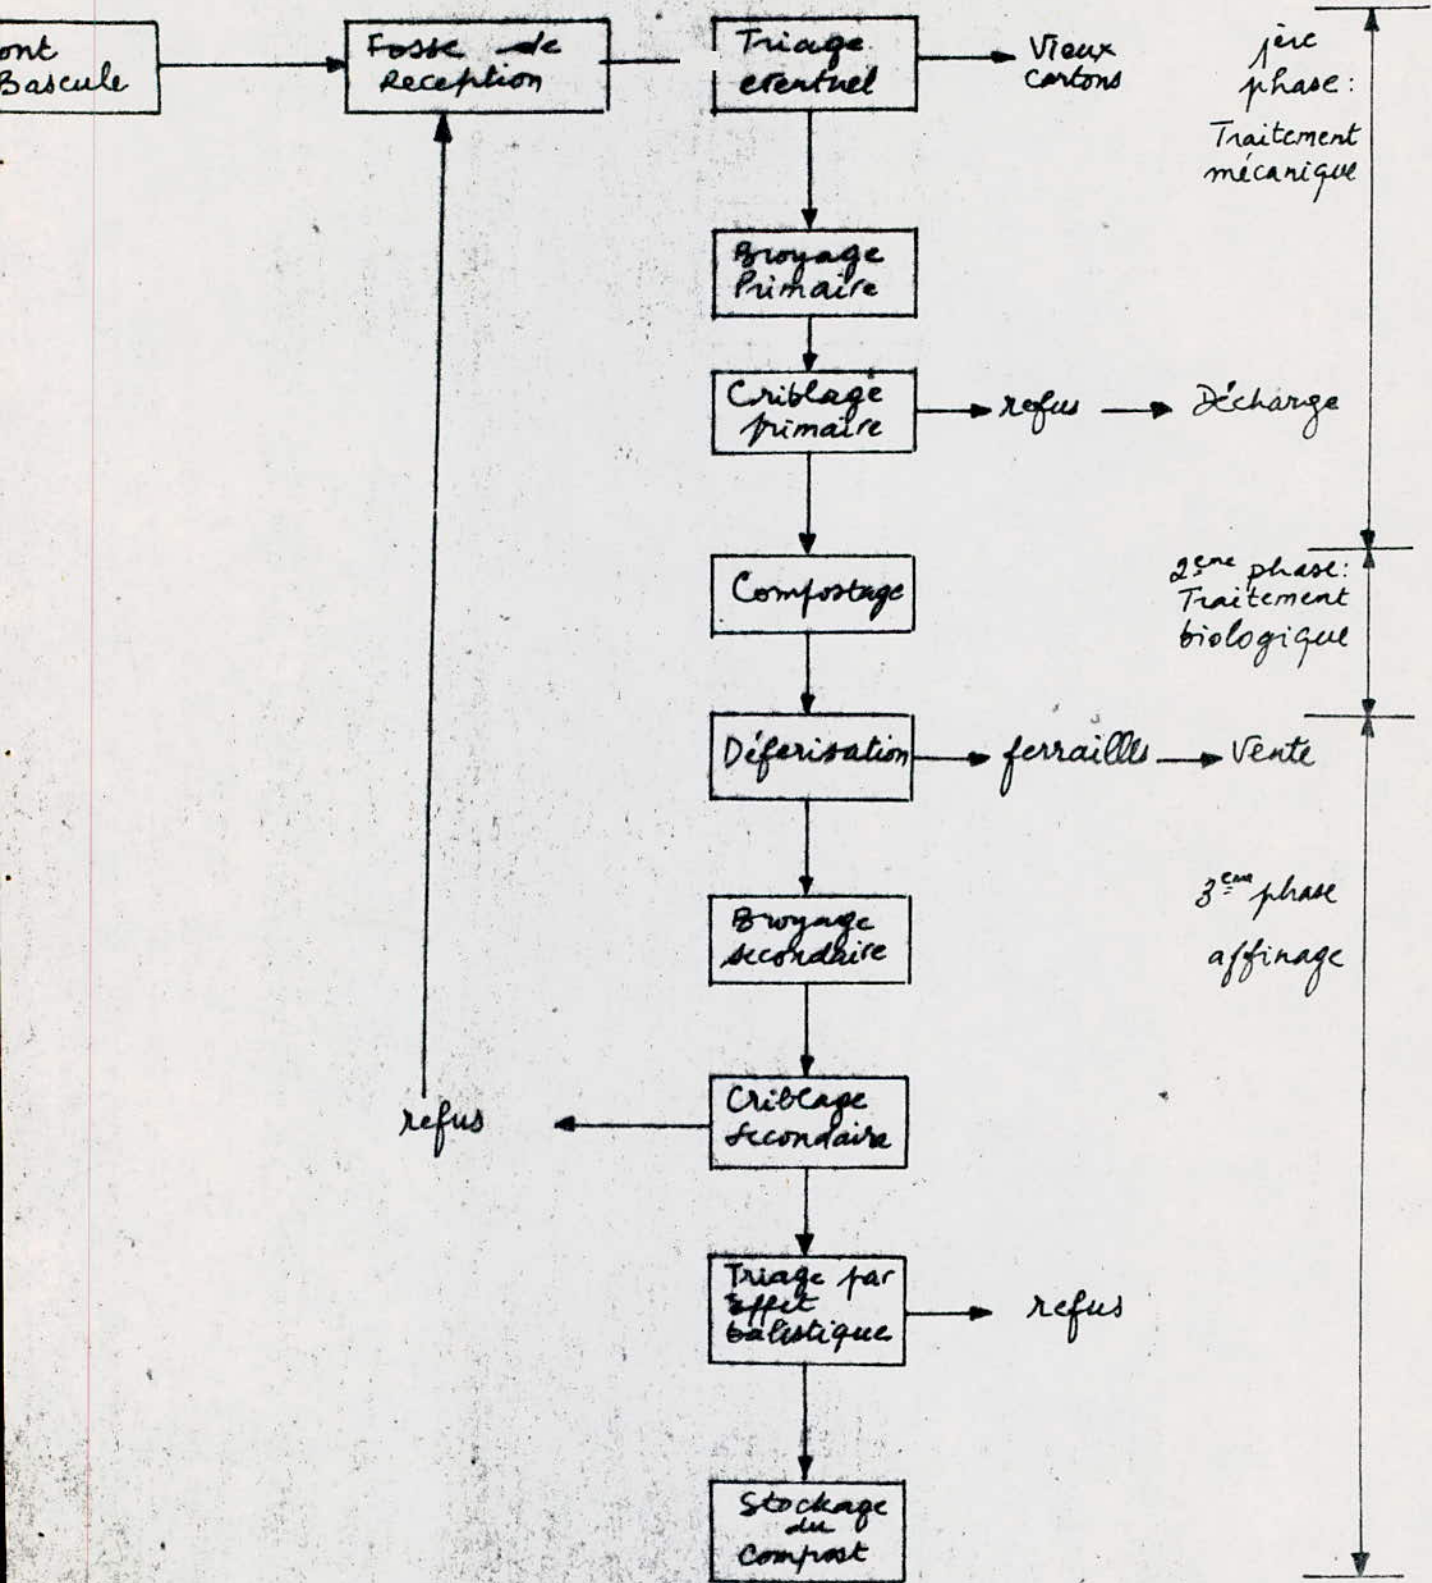 ont
Bascule
Fosse de
Reception
Triage
eventuel
Vieux
cartons
1ère
phase:
Traitement
mécanique
Broyage
Primaire
Criblage
primaire
refus
Décharge
Compostage
2ème phase:
Traitement
biologique
Déferisation
ferrailles
Vente
Broyage
secondaire
3ème phase
affinage
Criblage
Secondaire
refus
Triage par
Effet
balistique
refus
Stockage
du
Compost